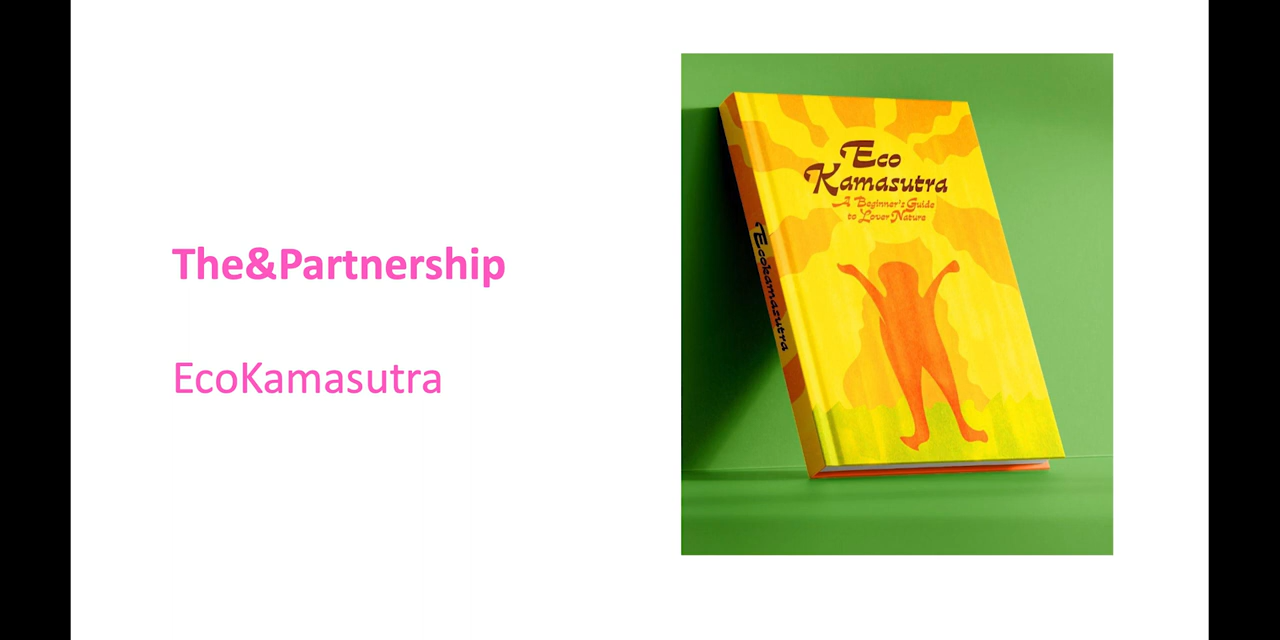 The&Partnership
EcoKamasutra
Eco
Kamasutra
A Beginner's Guide
to Lover Nature
Ecokamasutra